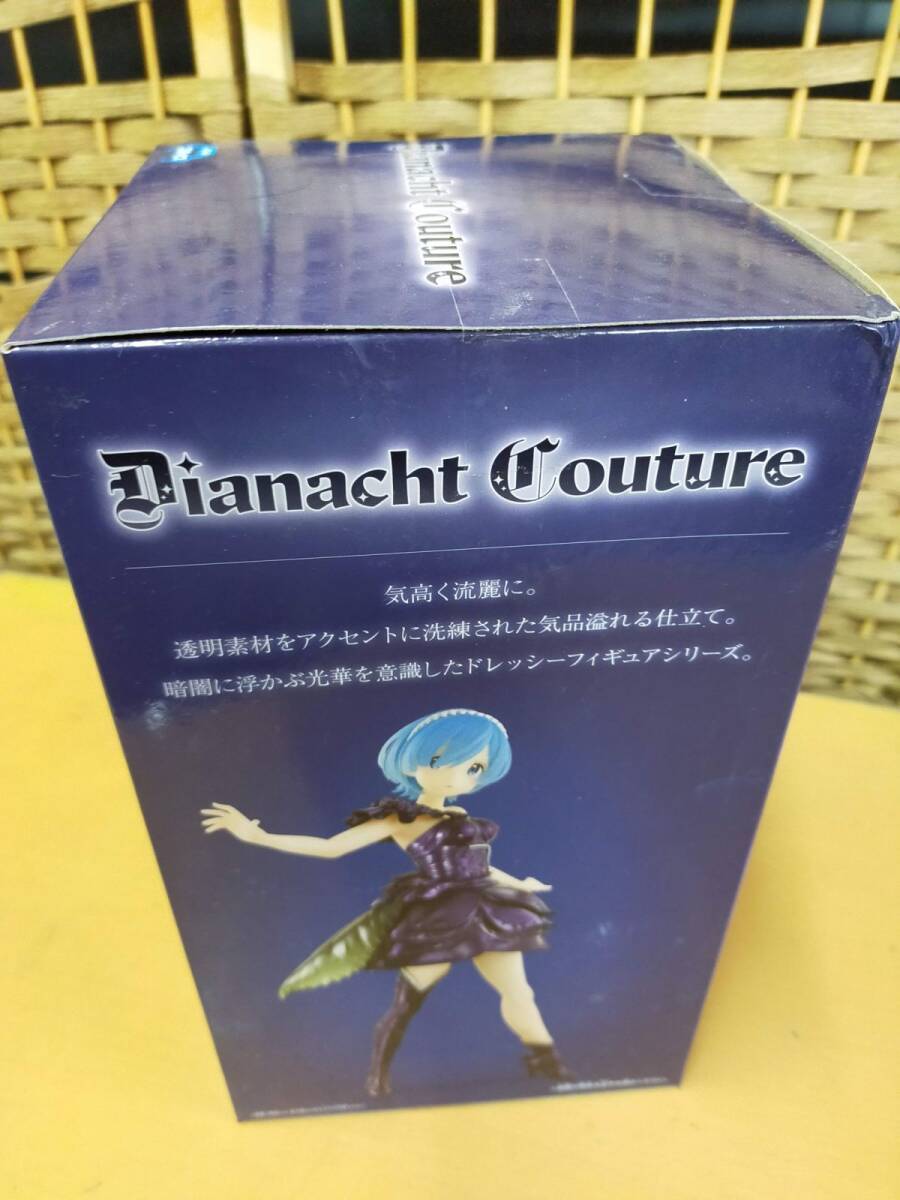 Dianacht Couture
Dianacht Couture
気高く流麗に。
透明素材をアクセントに洗練された気品溢れる仕立て。
暗闇に浮かぶ光華を意識したドレッシーフィギュアシリーズ。